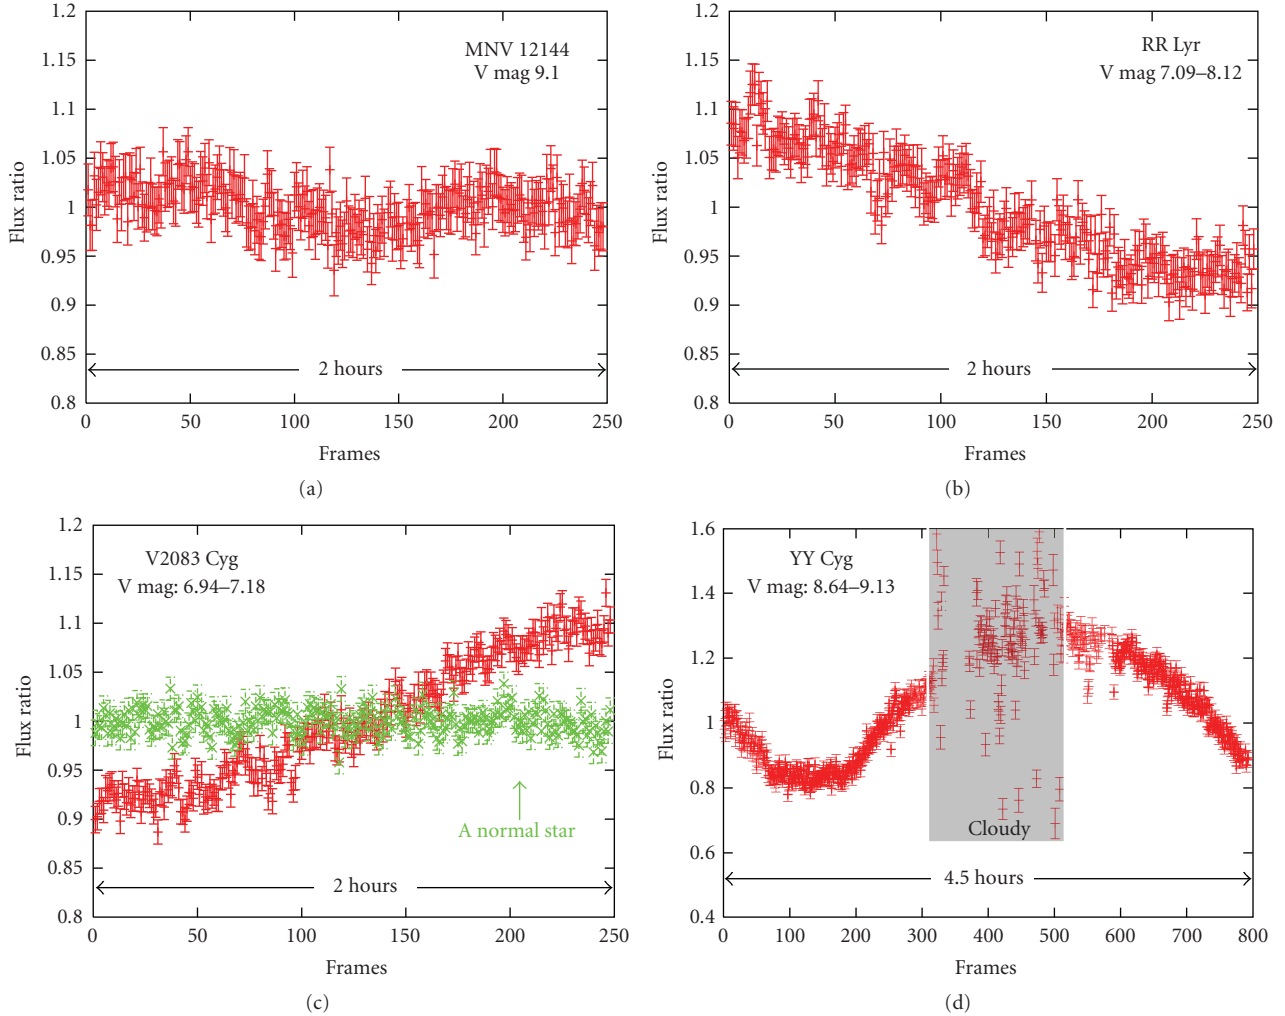 1.2
1.15
1.1
1.05
1
0.95
0.9
0.85
0.8
Flux ratio
MNV 12144
V mag 9.1
2 hours
0 50 100 150 200 250
Frames
(a)
1.2
1.15
1.1
1.05
1
0.95
0.9
0.85
0.8
Flux ratio
RR Lyr
V mag 7.09–8.12
2 hours
0 50 100 150 200 250
Frames
(b)
1.2
1.15
1.1
1.05
1
0.95
0.9
0.85
0.8
Flux ratio
V2083 Cyg
V mag: 6.94–7.18
A normal star
2 hours
0 50 100 150 200 250
Frames
(c)
1.6
1.4
1.2
1
0.8
0.6
0.4
Flux ratio
YY Cyg
V mag: 8.64–9.13
Cloudy
4.5 hours
0 100 200 300 400 500 600 700 800
Frames
(d)